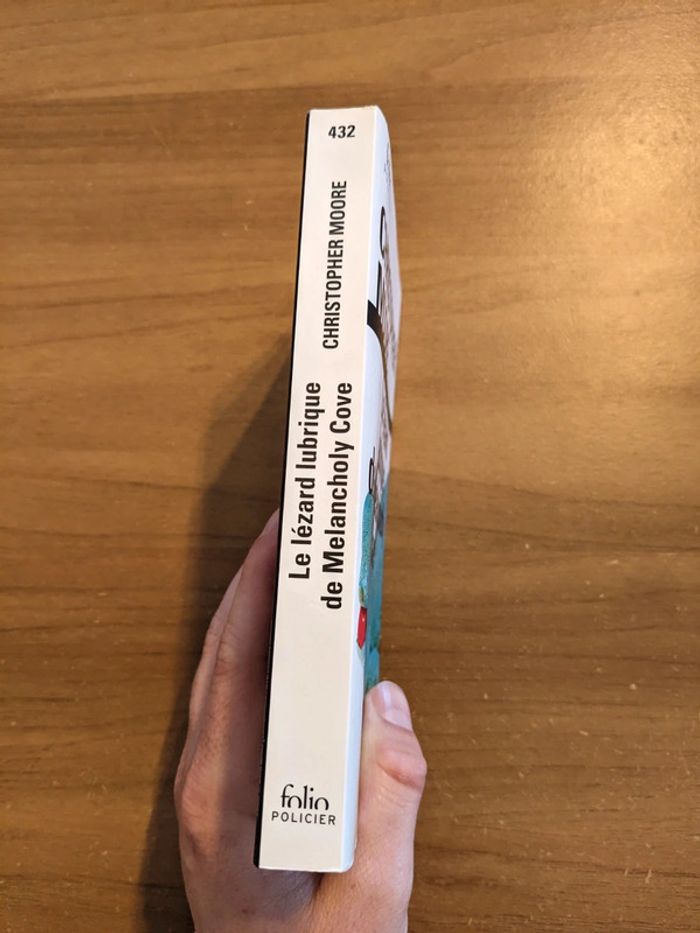 432
CHRISTOPHER MOORE
Le lézard lubrique
de Melancholy Cove
folio
POLICIER